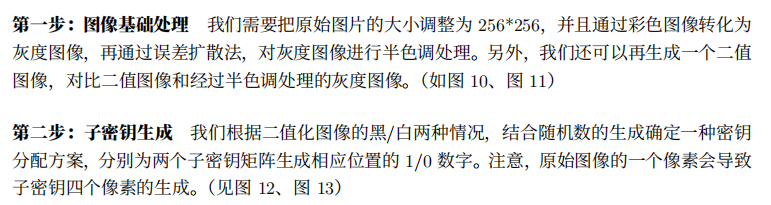 第一步：图像基础处理 我们需要把原始图片的大小调整为 256*256，并且通过彩色图像转化为
灰度图像，再通过误差扩散法，对灰度图像进行半色调处理。另外，我们还可以再生成一个二值
图像，对比二值图像和经过半色调处理的灰度图像。（如图 10、图 11）
第二步：子密钥生成 我们根据二值化图像的黑/白两种情况，结合随机数的生成确定一种密钥
分配方案，分别为两个子密钥矩阵生成相应位置的 1/0 数字。注意，原始图像的一个像素会导致
子密钥四个像素的生成。（见图 12、图 13）